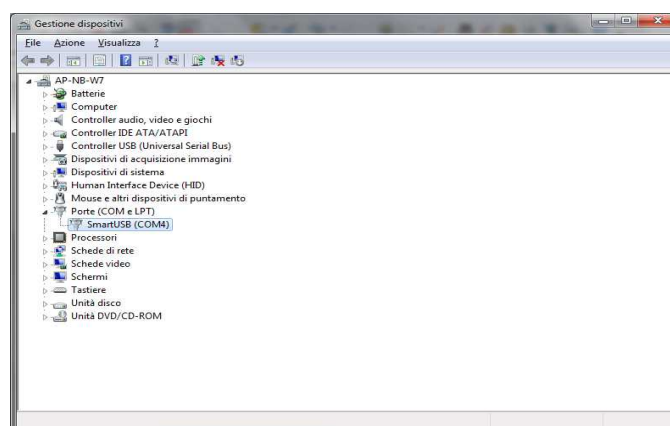 Gestione dispositivi
File Azione Visualizza ?
AP-NB-W7
Batterie
Computer
Controller audio, video e giochi
Controller IDE ATA/ATAPI
Controller USB (Universal Serial Bus)
Dispositivi di acquisizione immagini
Dispositivi di sistema
Human Interface Device (HID)
Mouse e altri dispositivi di puntamento
Porte (COM e LPT)
SmartUSB (COM4)
Processori
Schede di rete
Schede video
Schermi
Tastiere
Unità disco
Unità DVD/CD-ROM